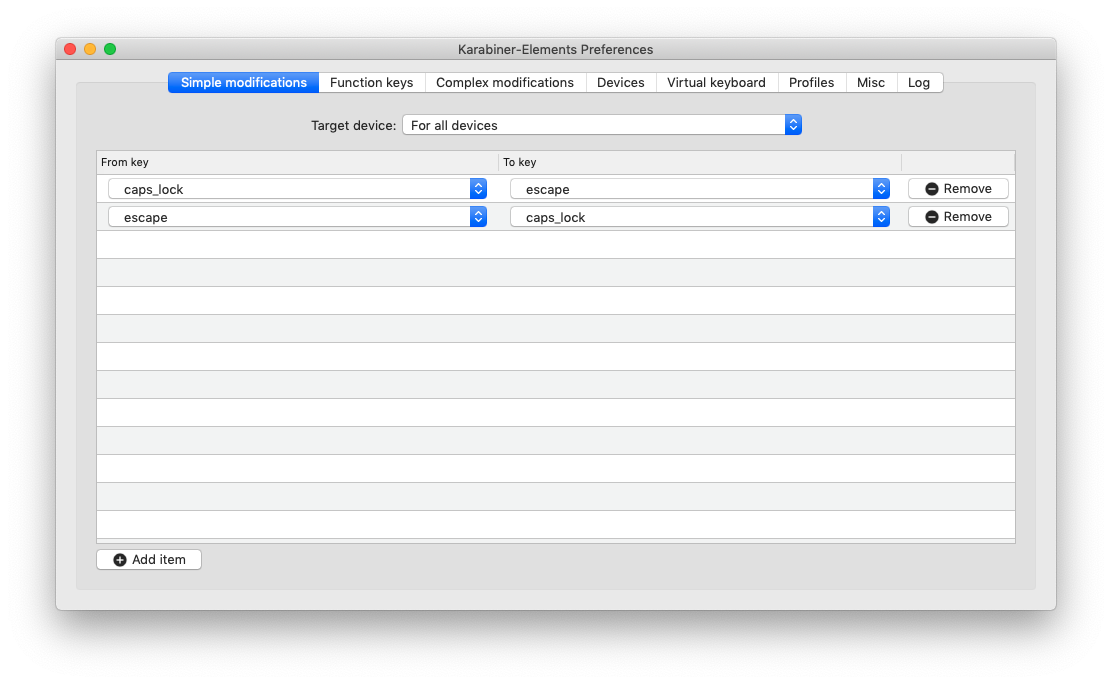 Karabiner-Elements Preferences
Simple modifications Function keys Complex modifications Devices Virtual keyboard Profiles Misc Log
Target device: For all devices
From key To key
caps_lock escape Remove
escape caps_lock Remove
Add item